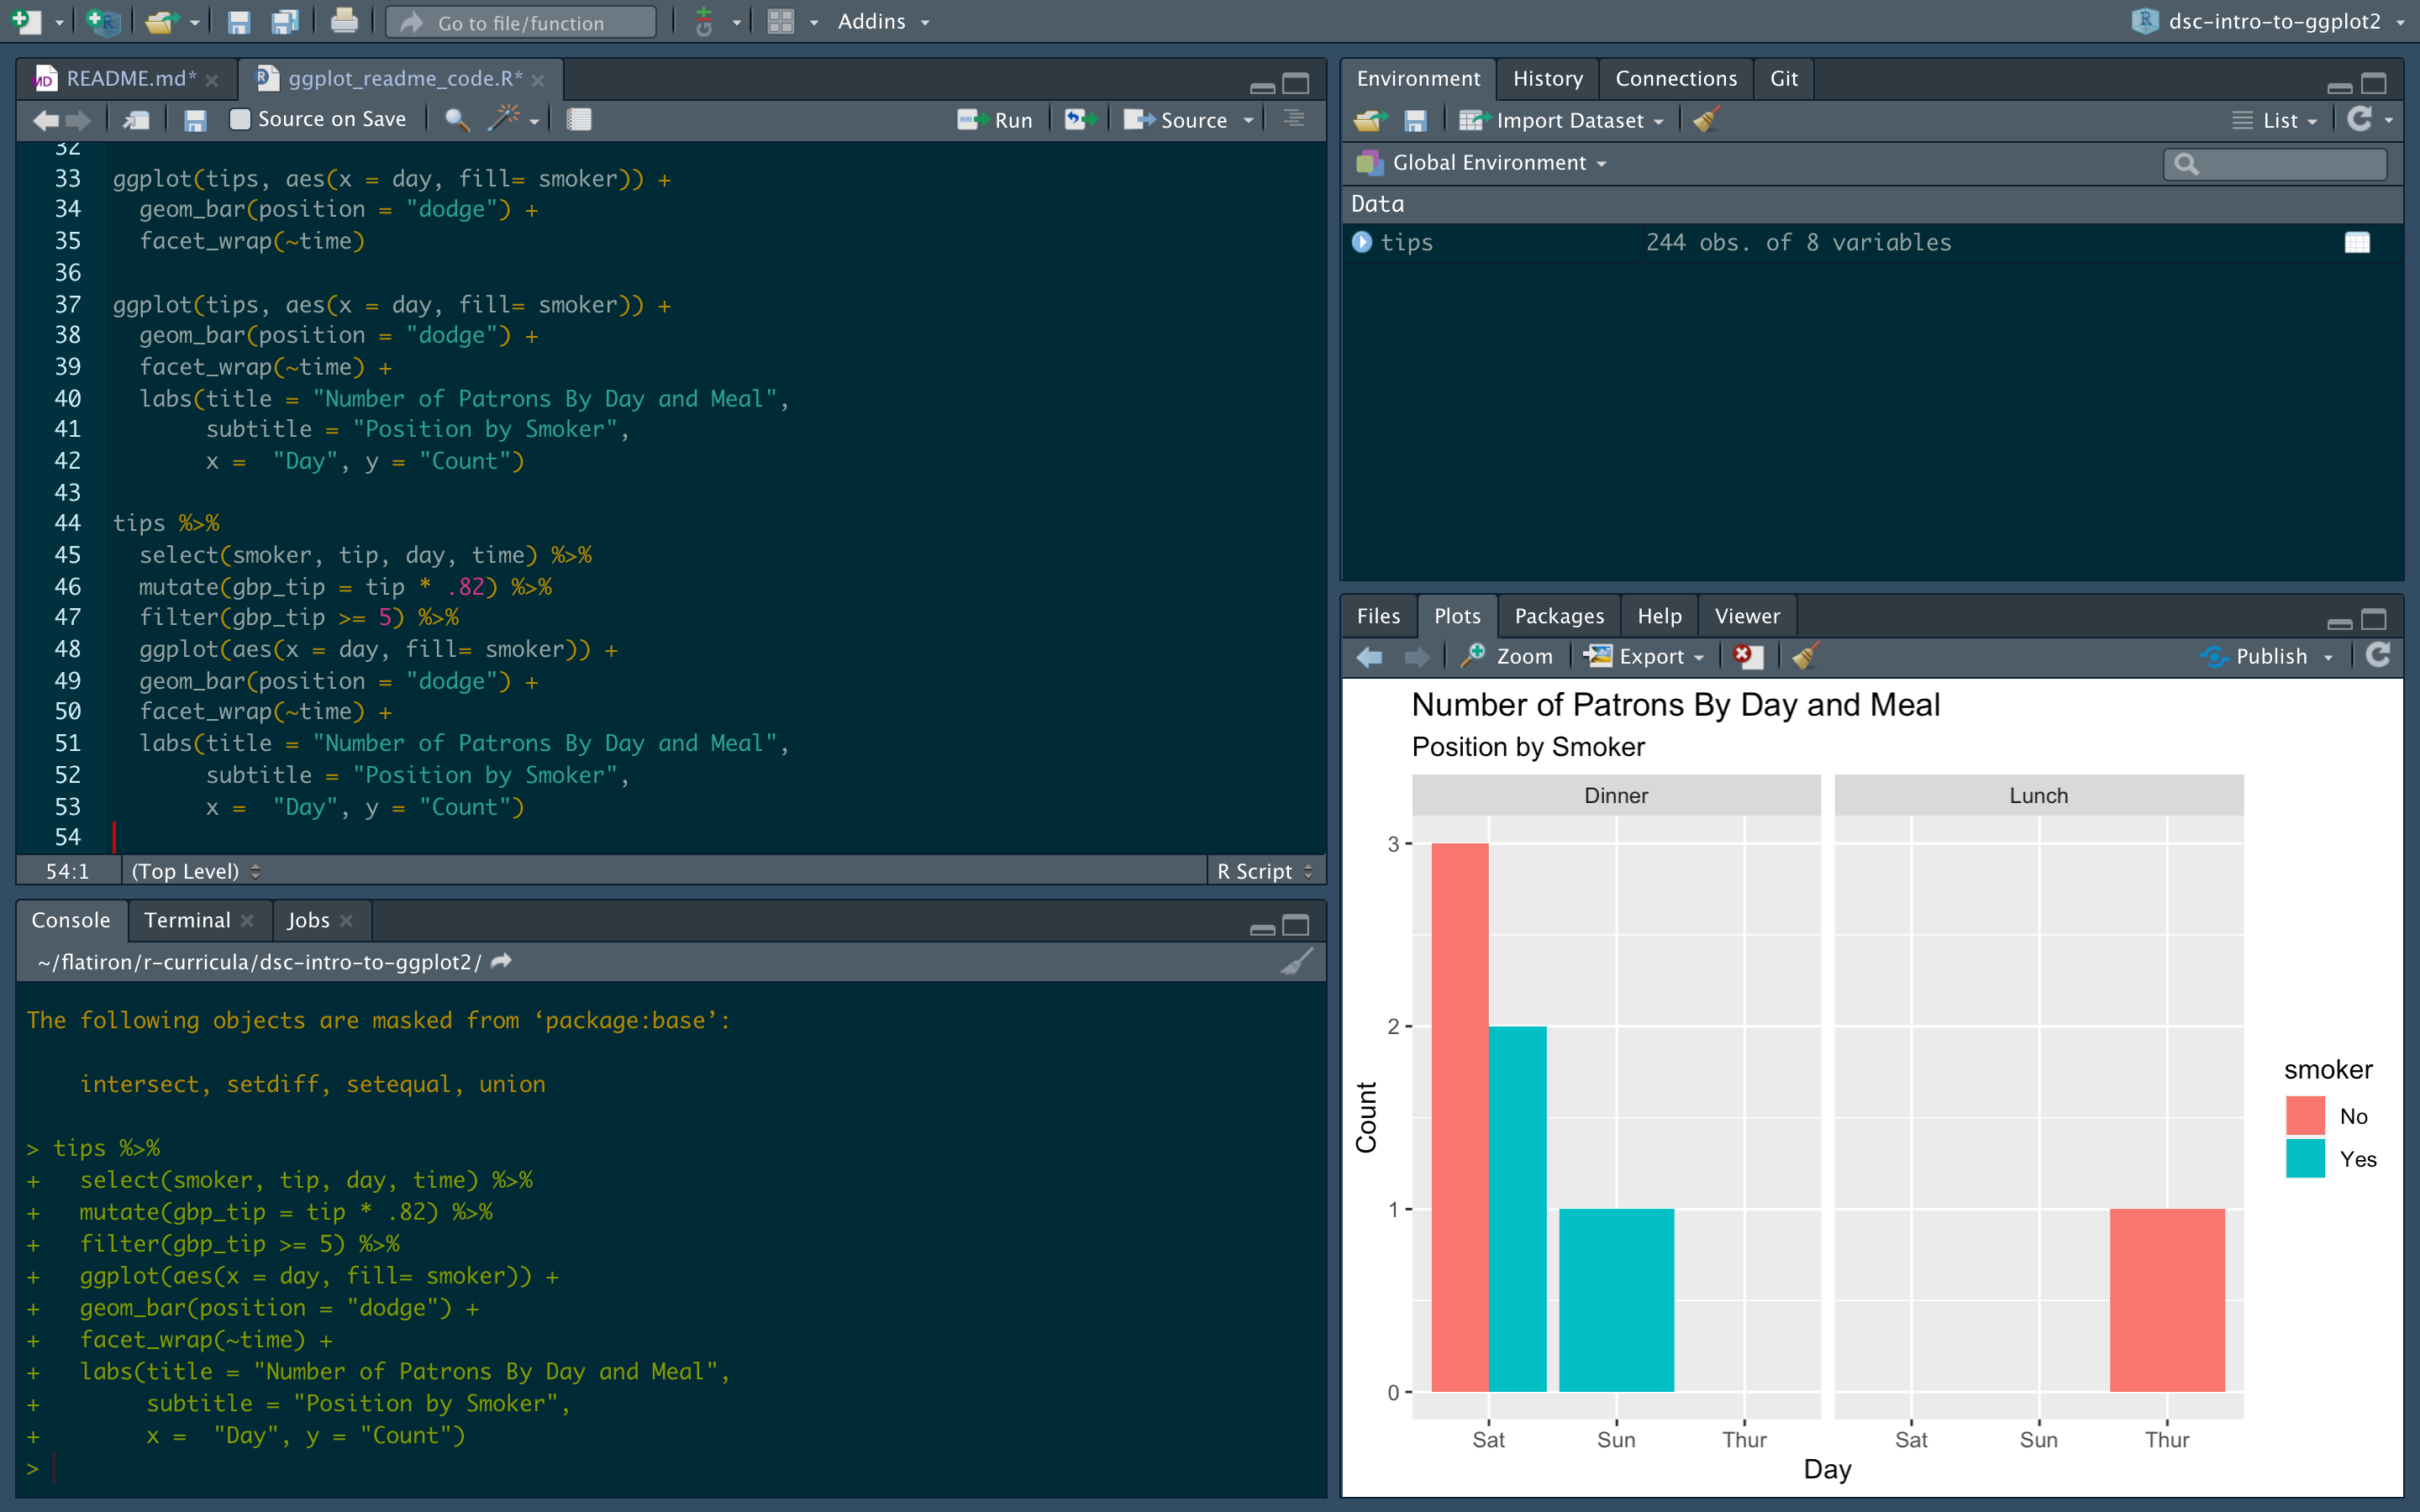 Go to file/function
Addins
dsc-intro-to-ggplot2
README.md*
ggplot_readme_code.R*
Source on Save
Run
Source
32
33 ggplot(tips, aes(x = day, fill= smoker)) +
34   geom_bar(position = "dodge") +
35   facet_wrap(~time)
36
37 ggplot(tips, aes(x = day, fill= smoker)) +
38   geom_bar(position = "dodge") +
39   facet_wrap(~time) +
40   labs(title = "Number of Patrons By Day and Meal",
41        subtitle = "Position by Smoker",
42        x =  "Day", y = "Count")
43
44 tips %>%
45   select(smoker, tip, day, time) %>%
46   mutate(gbp_tip = tip * .82) %>%
47   filter(gbp_tip >= 5) %>%
48   ggplot(aes(x = day, fill= smoker)) +
49   geom_bar(position = "dodge") +
50   facet_wrap(~time) +
51   labs(title = "Number of Patrons By Day and Meal",
52        subtitle = "Position by Smoker",
53        x =  "Day", y = "Count")
54
54:1 (Top Level) R Script
Console Terminal Jobs
~/flatiron/r-curricula/dsc-intro-to-ggplot2/
The following objects are masked from ‘package:base’:
    intersect, setdiff, setequal, union
> tips %>%
+   select(smoker, tip, day, time) %>%
+   mutate(gbp_tip = tip * .82) %>%
+   filter(gbp_tip >= 5) %>%
+   ggplot(aes(x = day, fill= smoker)) +
+   geom_bar(position = "dodge") +
+   facet_wrap(~time) +
+   labs(title = "Number of Patrons By Day and Meal",
+        subtitle = "Position by Smoker",
+        x =  "Day", y = "Count")
>
Environment History Connections Git
Import Dataset List
Global Environment
Data
tips 244 obs. of 8 variables
Files Plots Packages Help Viewer
Zoom Export Publish
Number of Patrons By Day and Meal
Position by Smoker
Dinner Lunch
3
2
1
0
Count
Sat Sun Thur Sat Sun Thur
Day
smoker
No
Yes